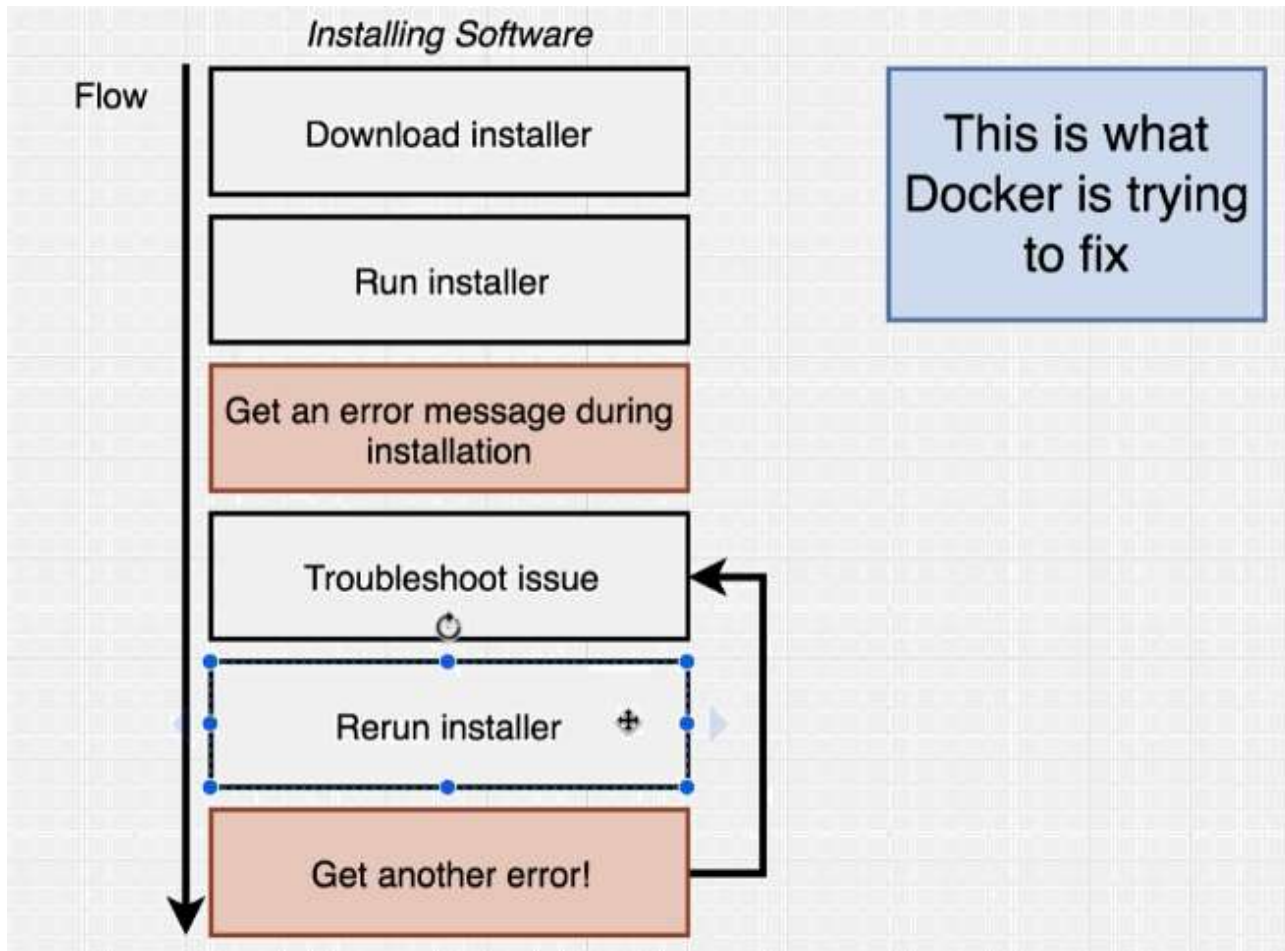 Installing Software
Flow
Download installer
Run installer
Get an error message during
installation
Troubleshoot issue
Rerun installer
Get another error!
This is what
Docker is trying
to fix